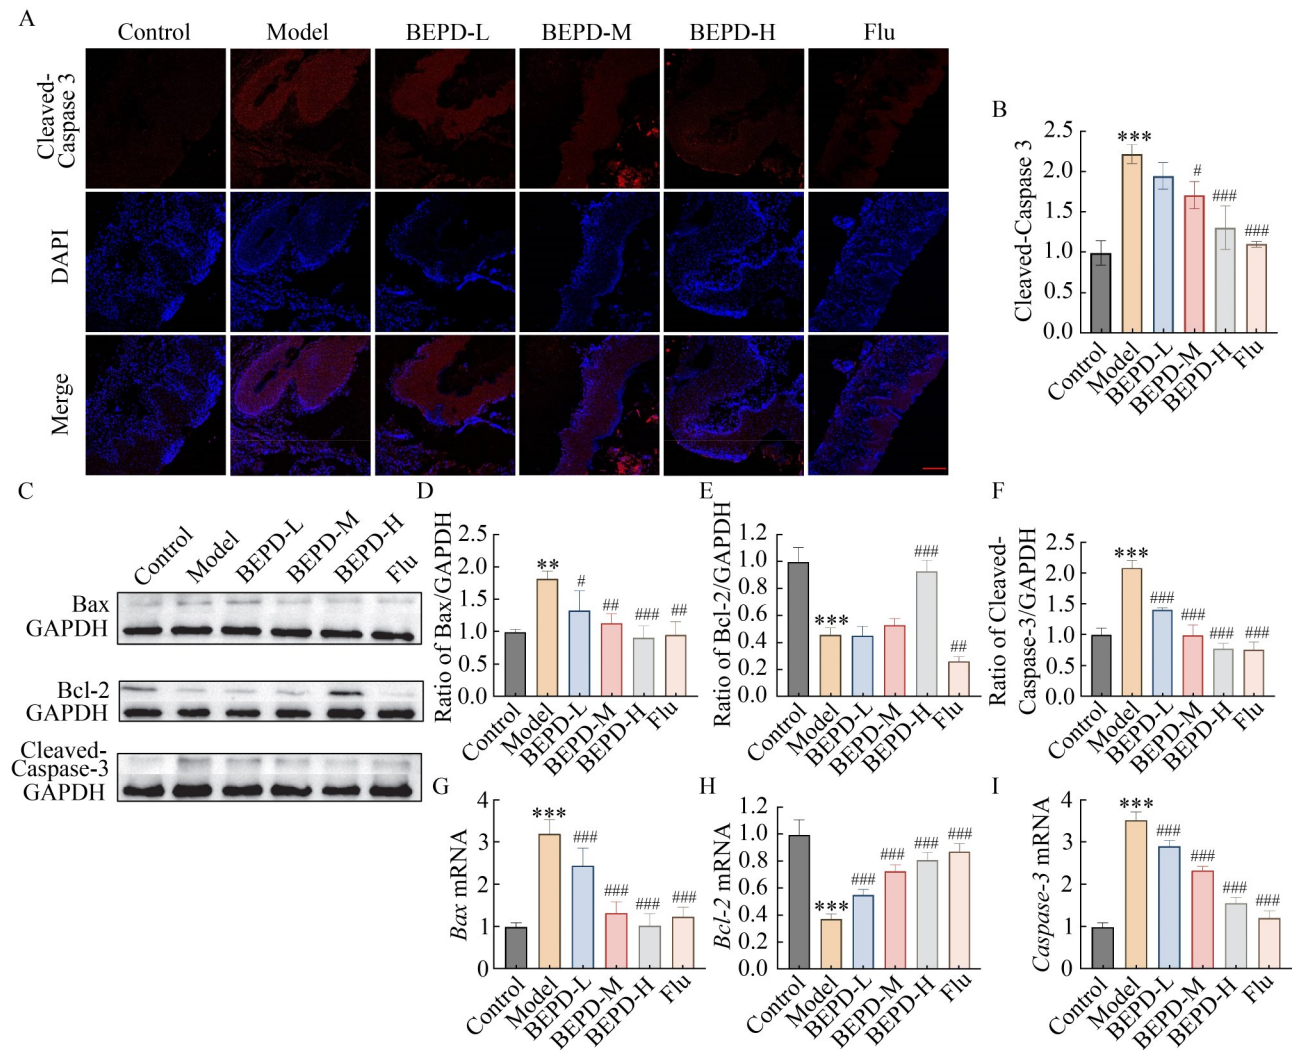 A
Control Model BEPD-L BEPD-M BEPD-H Flu
Cleaved-
Caspase 3
DAPI
Merge
B
Cleaved-Caspase 3
2.5
2.0
1.5
1.0
0.5
0.0
***
#
###
###
Control Model BEPD-L BEPD-M BEPD-H Flu
C
Control Model BEPD-L BEPD-M BEPD-H Flu
Bax
GAPDH
Bcl-2
GAPDH
Cleaved-
Caspase-3
GAPDH
D
Ratio of Bax/GAPDH
2.5
2.0
1.5
1.0
0.5
0.0
**
#
##
###
##
Control Model BEPD-L BEPD-M BEPD-H Flu
E
Ratio of Bcl-2/GAPDH
1.2
1.0
0.8
0.6
0.4
0.2
0.0
***
###
##
Control Model BEPD-L BEPD-M BEPD-H Flu
F
Ratio of Cleaved-
Caspase-3/GAPDH
2.5
2.0
1.5
1.0
0.5
0.0
***
###
###
###
###
Control Model BEPD-L BEPD-M BEPD-H Flu
G
Bax mRNA
4
3
2
1
0
***
###
###
###
###
Control Model BEPD-L BEPD-M BEPD-H Flu
H
Bcl-2 mRNA
1.2
1.0
0.8
0.6
0.4
0.2
0.0
***
###
###
###
###
Control Model BEPD-L BEPD-M BEPD-H Flu
I
Caspase-3 mRNA
4
3
2
1
0
***
###
###
###
###
Control Model BEPD-L BEPD-M BEPD-H Flu